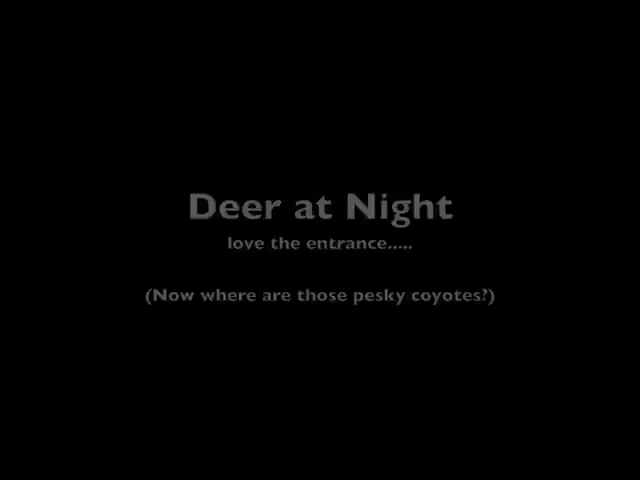 Deer at Night
love the entrance.....
(Now where are those pesky coyotes?)